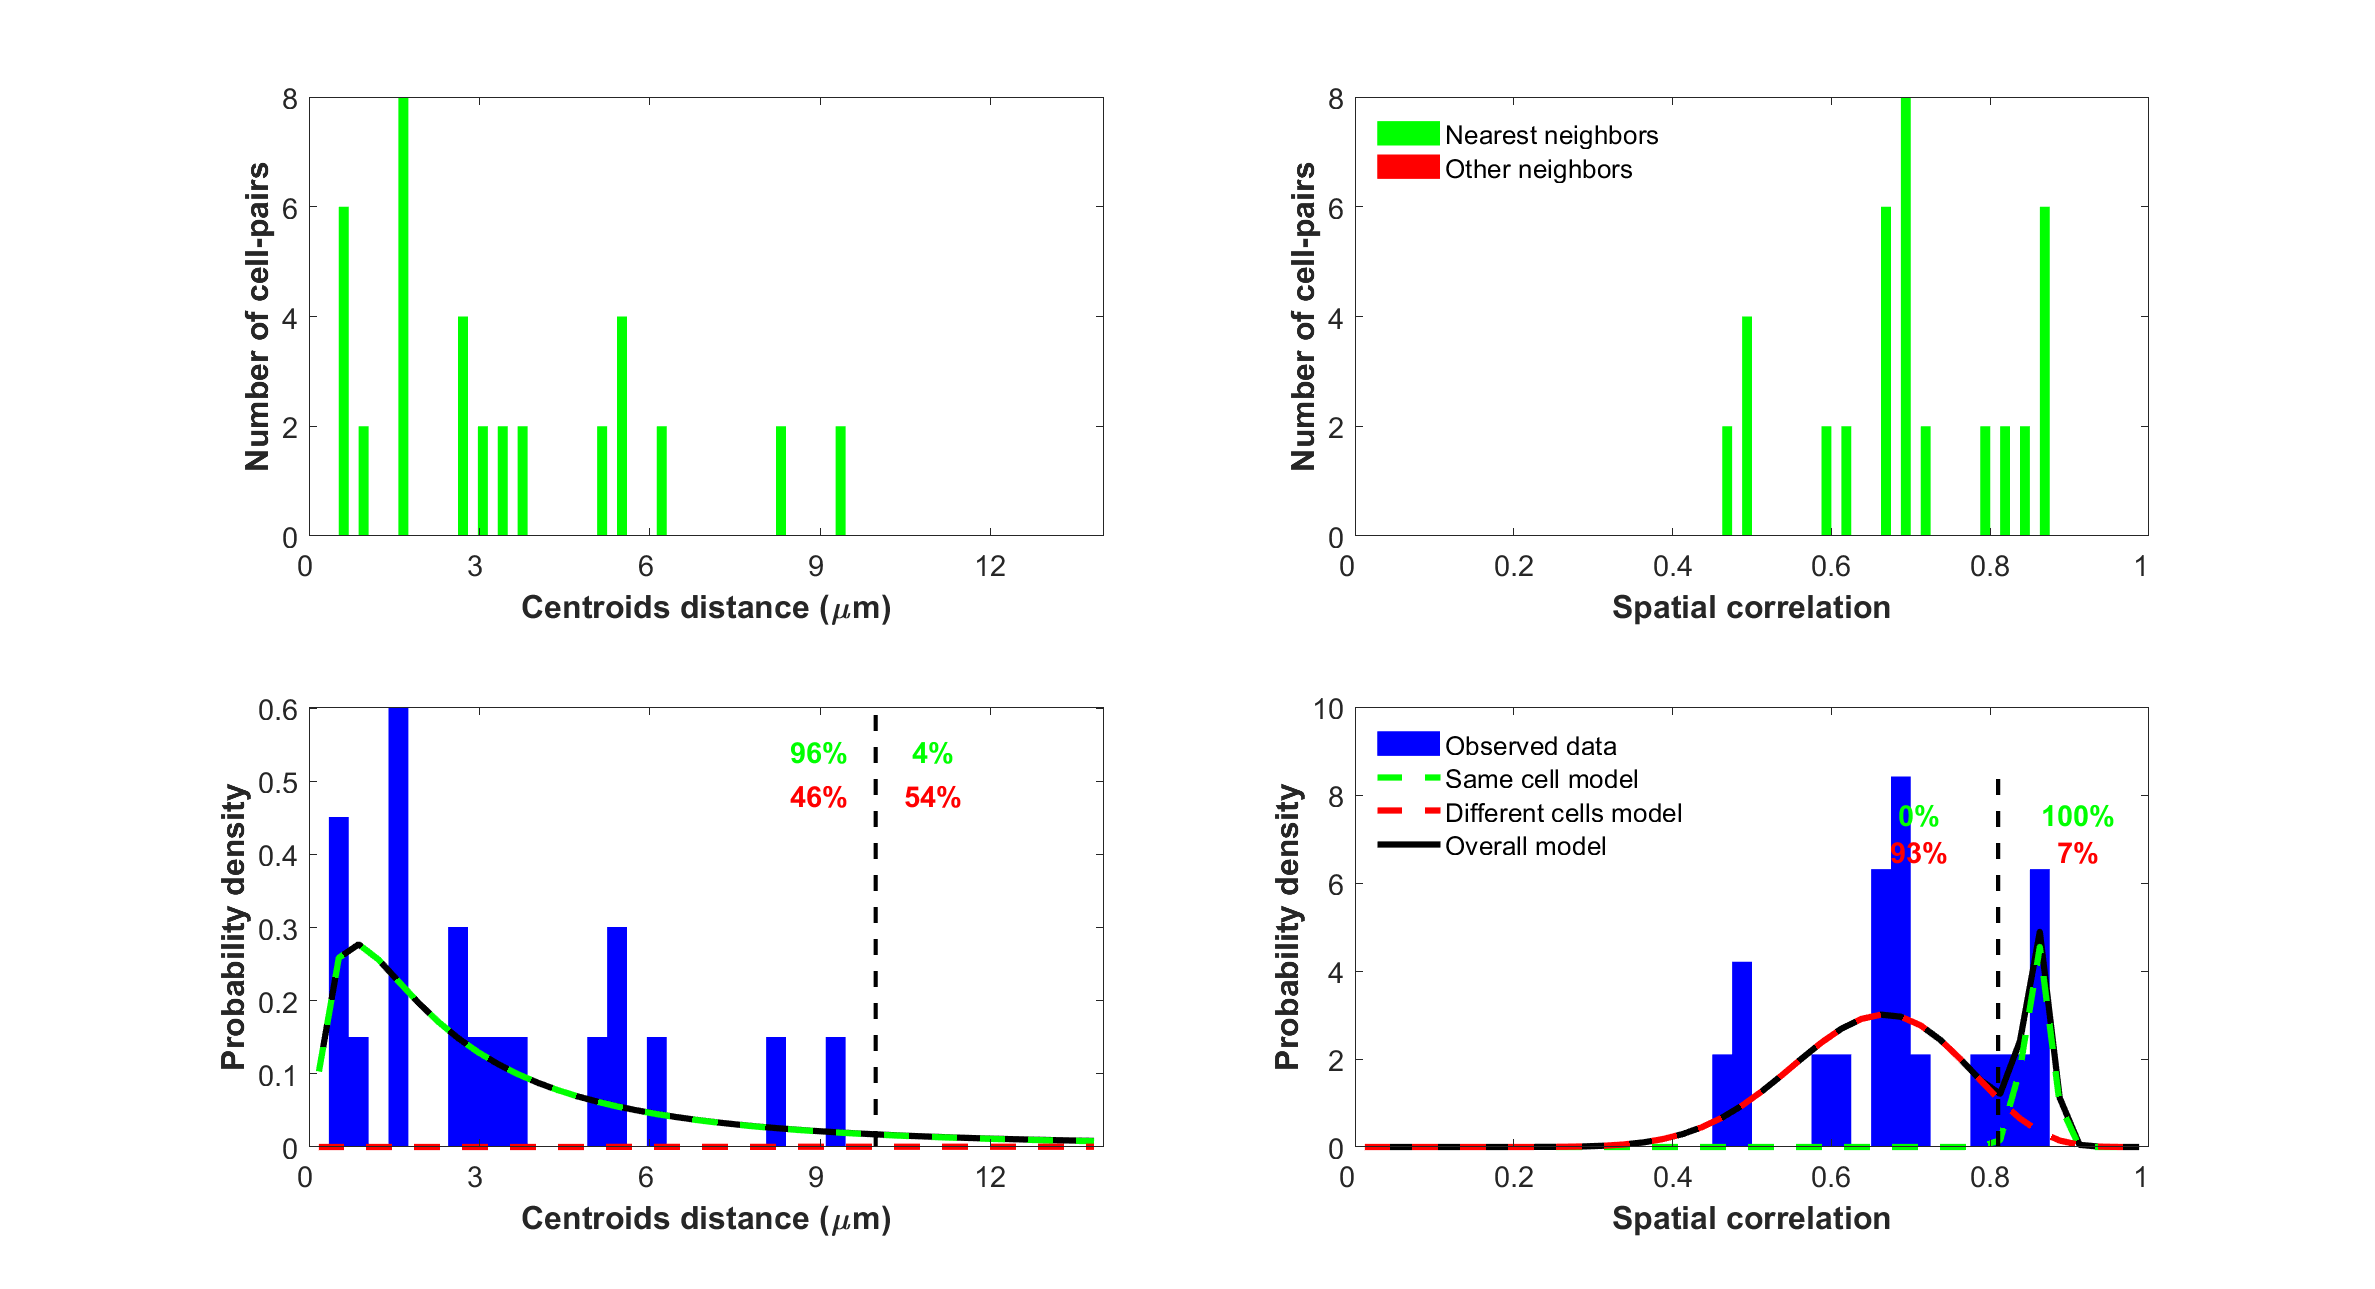 8
6
4
2
0
Number of cell-pairs
0 3 6 9 12
Centroids distance (μm)
8
6
4
2
0
Number of cell-pairs
Nearest neighbors
Other neighbors
0 0.2 0.4 0.6 0.8 1
Spatial correlation
0.6
0.5
0.4
0.3
0.2
0.1
0
Probability density
96% 4%
46% 54%
0 3 6 9 12
Centroids distance (μm)
10
8
6
4
2
0
Probability density
Observed data
Same cell model
Different cells model
Overall model
0% 100%
93% 7%
0 0.2 0.4 0.6 0.8 1
Spatial correlation